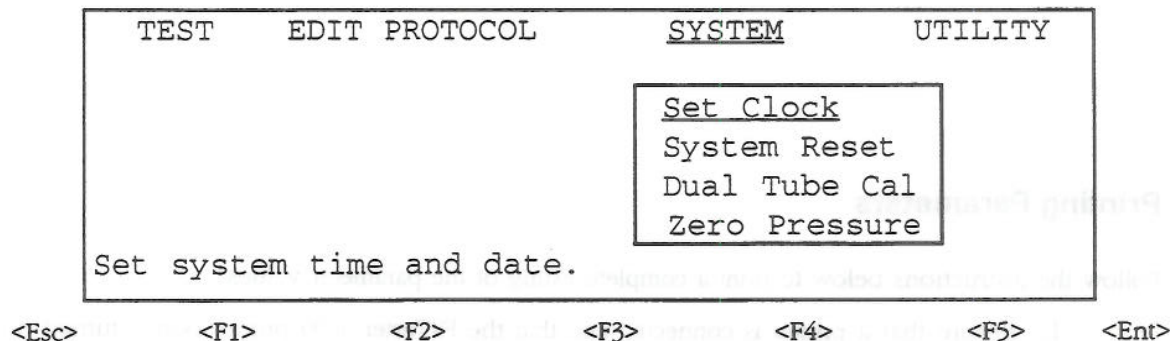 TEST EDIT PROTOCOL SYSTEM UTILITY
Set Clock
System Reset
Dual Tube Cal
Zero Pressure
Set system time and date.
<Esc> <F1> <F2> <F3> <F4> <F5> <Ent>